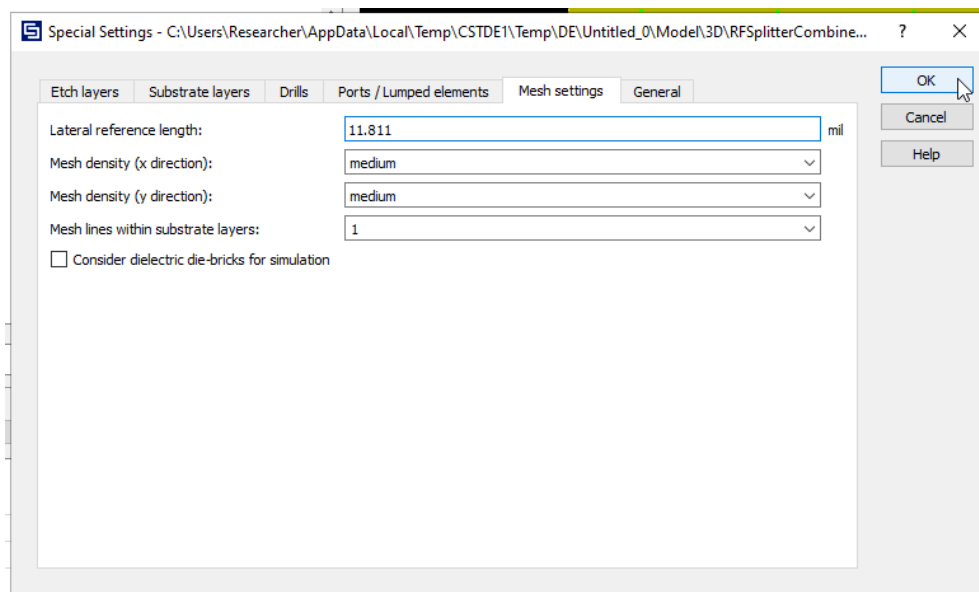 Special Settings - C:\Users\Researcher\AppData\Local\Temp\CSTDE1\Temp\DE\Untitled_0\Model\3D\RFSplitterCombine... ?
Etch layers Substrate layers Drills Ports / Lumped elements Mesh settings General
OK
Cancel
Help
Lateral reference length: 11.811 mil
Mesh density (x direction): medium
Mesh density (y direction): medium
Mesh lines within substrate layers: 1
Consider dielectric die-bricks for simulation